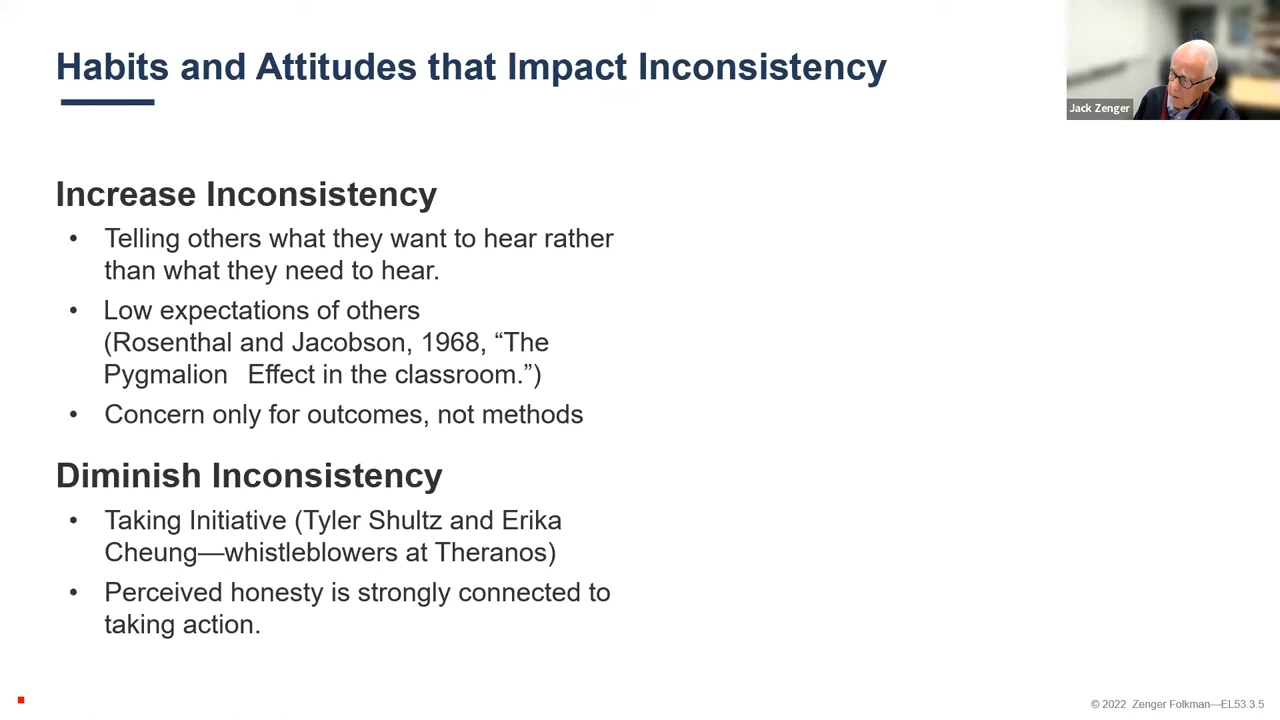 Habits and Attitudes that Impact Inconsistency
Jack Zenger
Increase Inconsistency
• Telling others what they want to hear rather
than what they need to hear.
• Low expectations of others
(Rosenthal and Jacobson, 1968, “The
Pygmalion Effect in the classroom.”)
• Concern only for outcomes, not methods
Diminish Inconsistency
• Taking Initiative (Tyler Shultz and Erika
Cheung—whistleblowers at Theranos)
• Perceived honesty is strongly connected to
taking action.
© 2022 Zenger Folkman—EL53.3.5